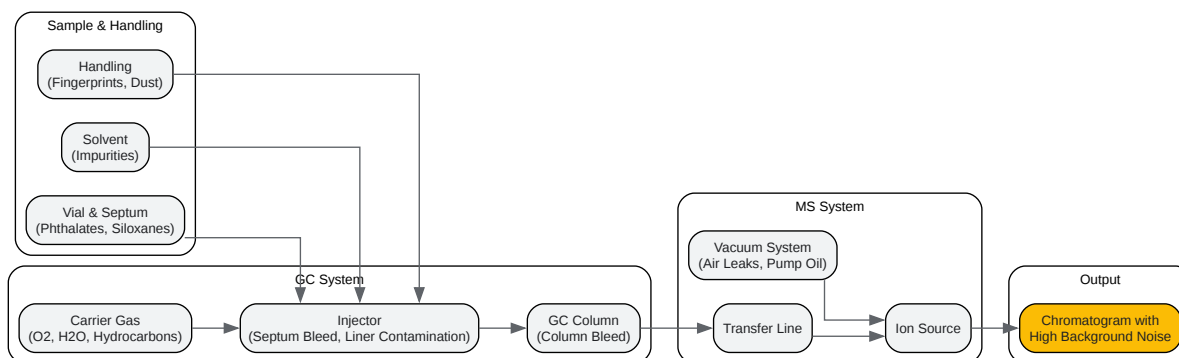 Sample & Handling
Handling
(Fingerprints, Dust)
Solvent
(Impurities)
Vial & Septum
(Phthalates, Siloxanes)
GC System
Carrier Gas
(O2, H2O, Hydrocarbons)
Injector
(Septum Bleed, Liner Contamination)
GC Column
(Column Bleed)
MS System
Vacuum System
(Air Leaks, Pump Oil)
Transfer Line
Ion Source
Output
Chromatogram with
High Background Noise